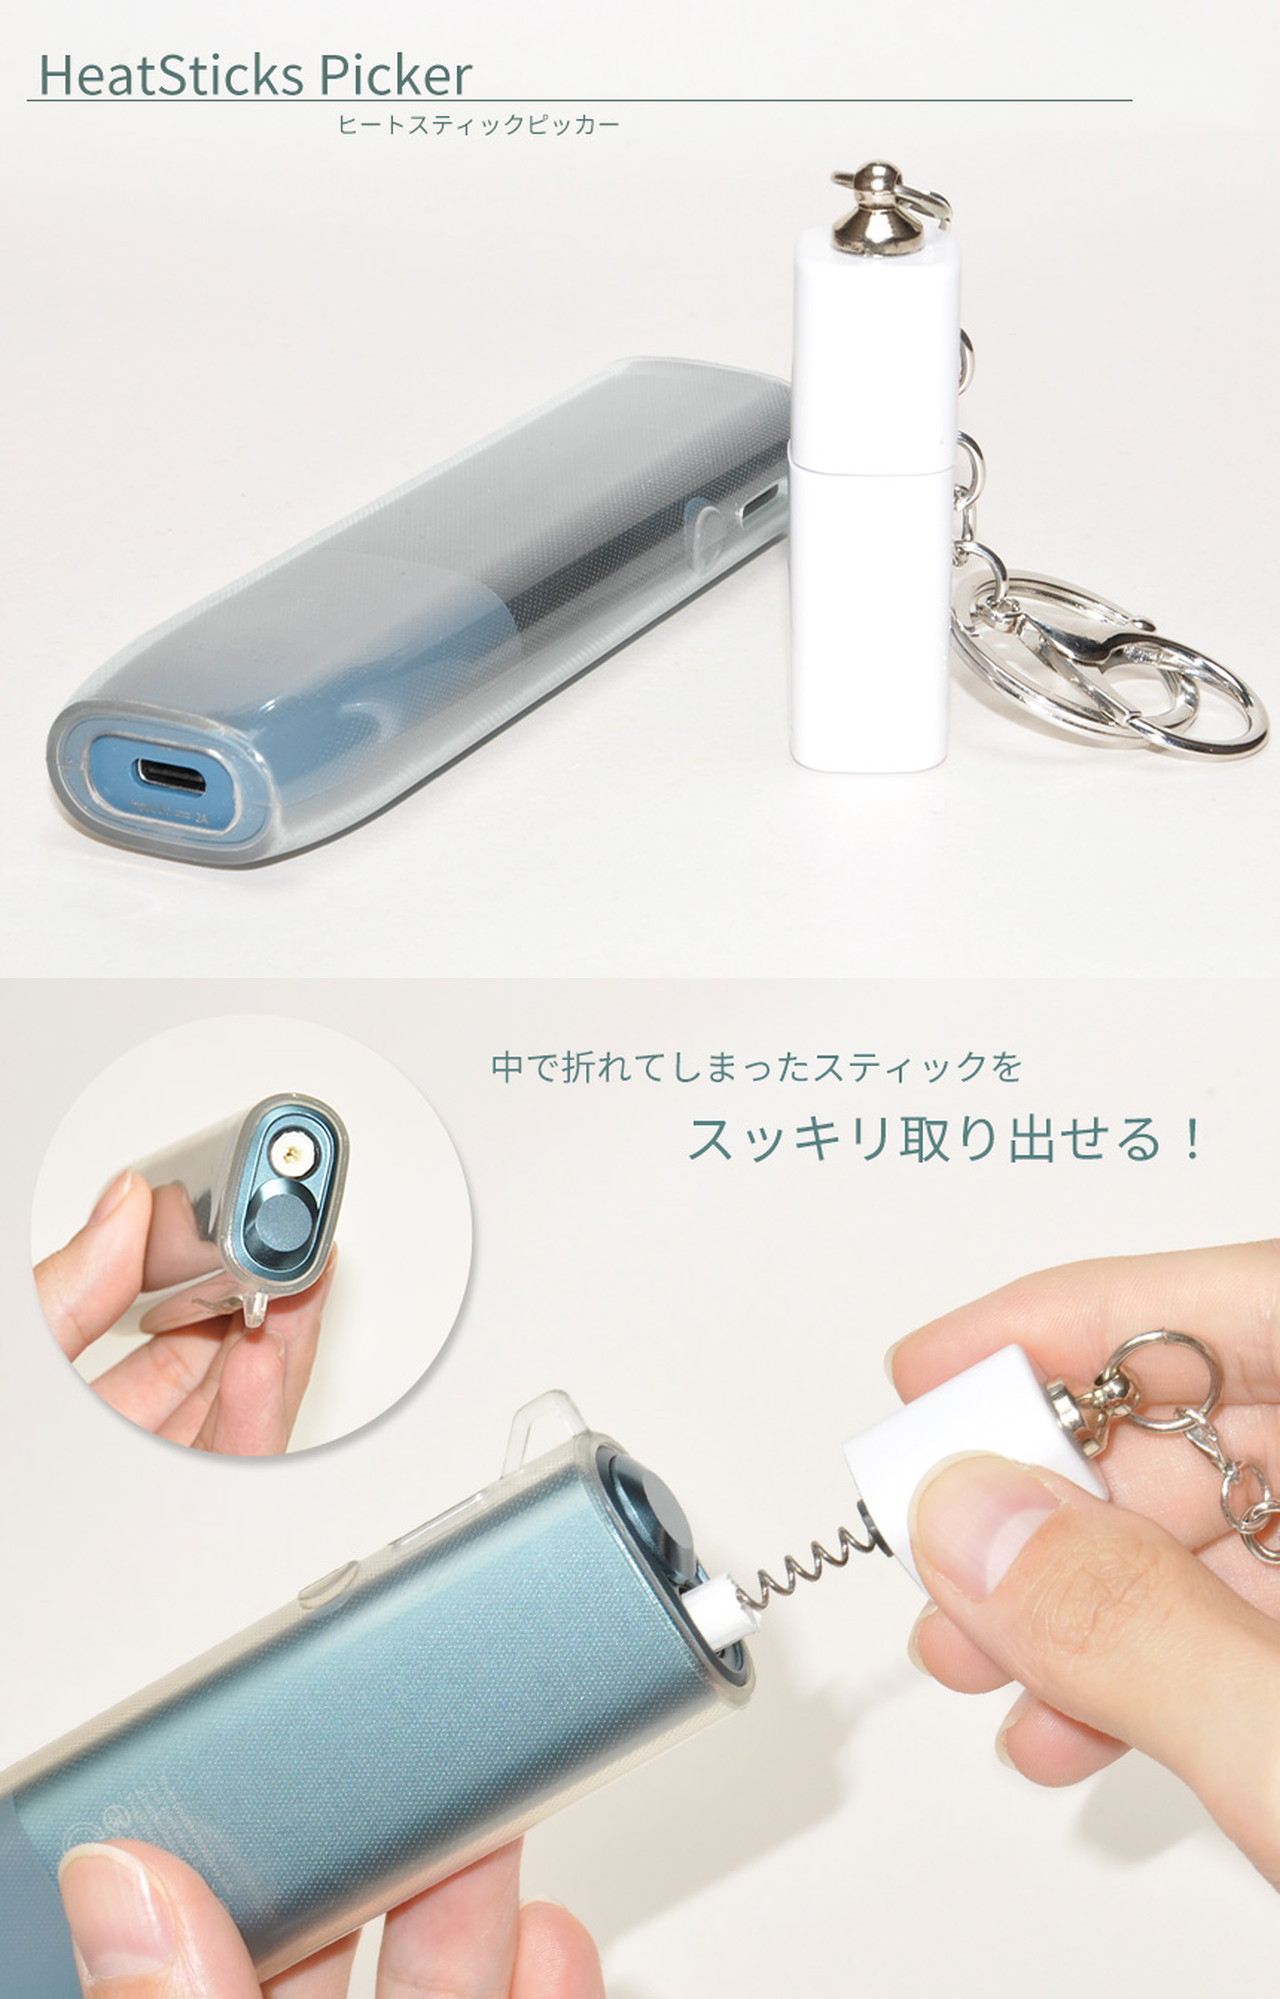 HeatSticks Picker
ヒートスティックピッカー
中で折れてしまったスティックを
スッキリ取り出せる！